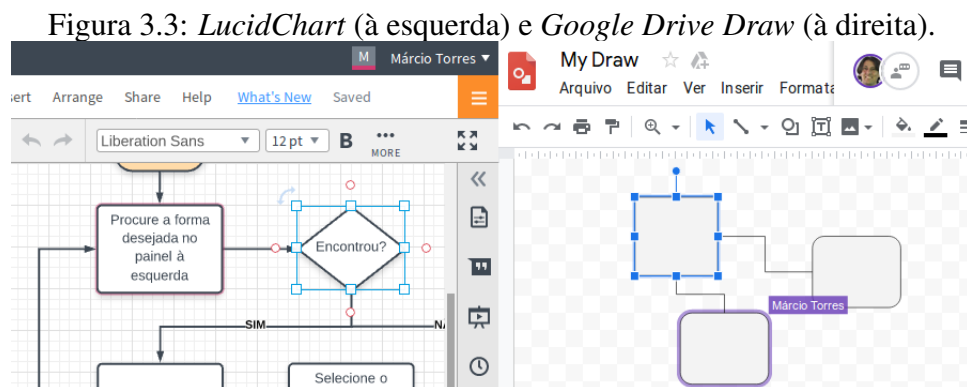 Figura 3.3: LucidChart (à esquerda) e Google Drive Draw (à direita).
M Márcio Torres
Arrange Share Help What's New Saved
Liberation Sans 12 pt B MORE
Procure a forma
desejada no
painel à
esquerda
Encontrou?
SIM
Selecione o
My Draw
Arquivo Editar Ver Inserir Formata
Márcio Torres